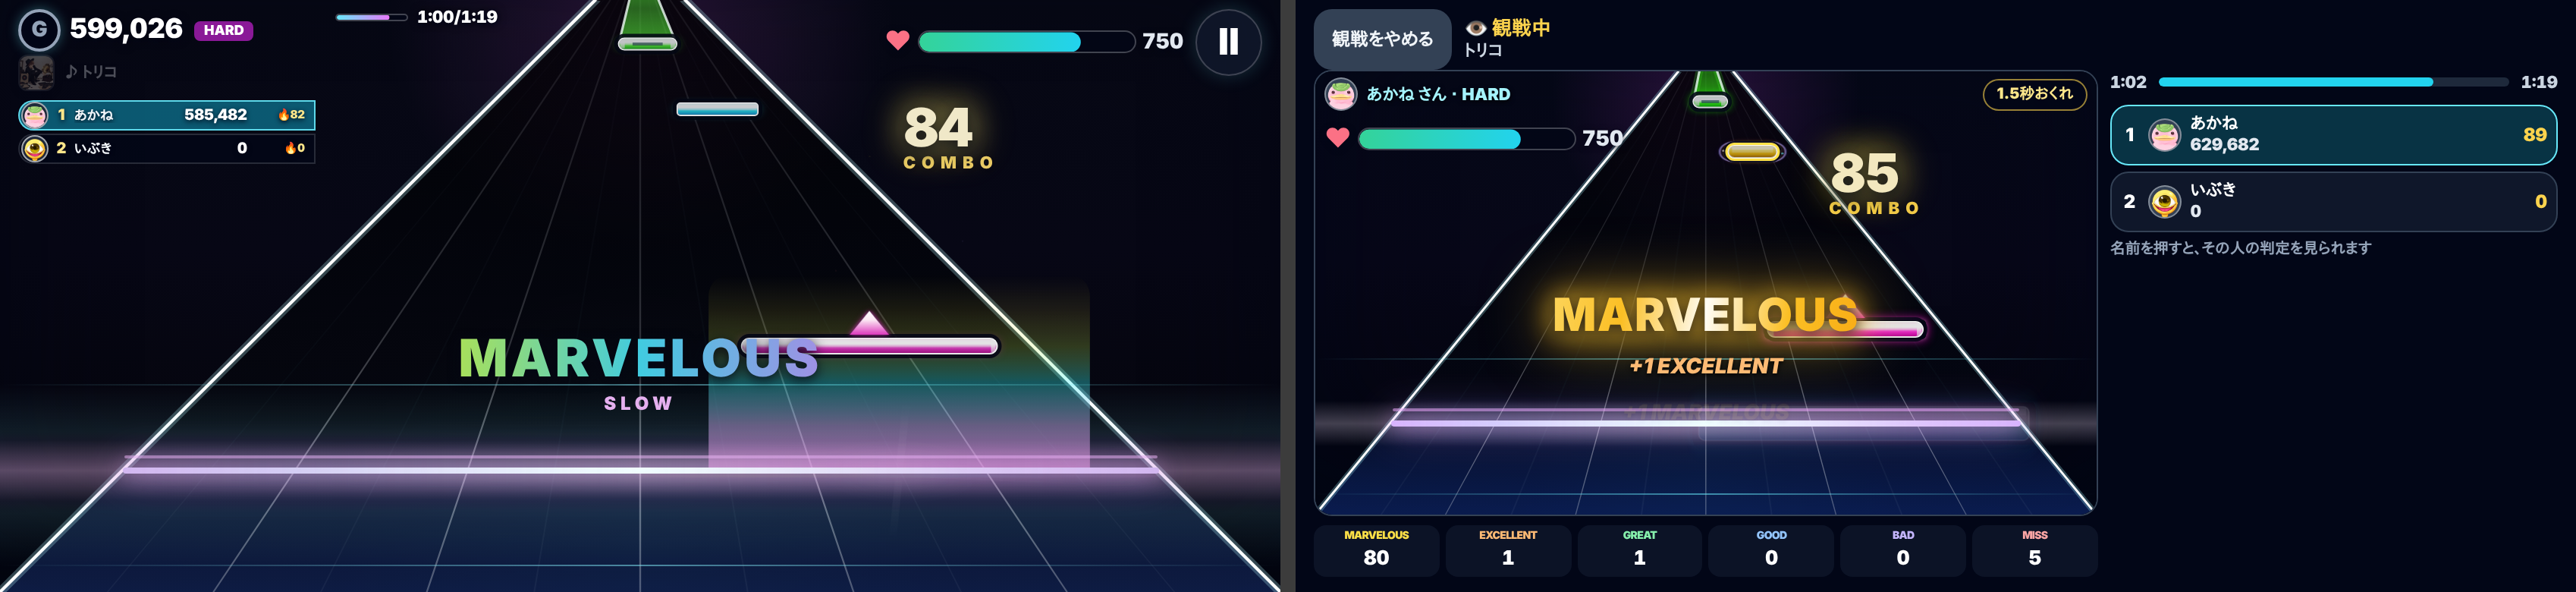 G 599,026 HARD
1:00/1:19
750
♪ トリコ
1 あかね 585,482 🔥82
2 いぶき 0 🔥0
84
COMBO
MARVELOUS
SLOW
観戦をやめる
👁 観戦中
トリコ
あかね さん・HARD
1.5秒おくれ
750
85
COMBO
MARVELOUS
+1 EXCELLENT
+1 MARVELOUS
MARVELOUS
80
EXCELLENT
1
GREAT
1
GOOD
0
BAD
0
MISS
5
1:02 1:19
1 あかね
629,682
89
2 いぶき
0
0
名前を押すと、その人の判定を見られます